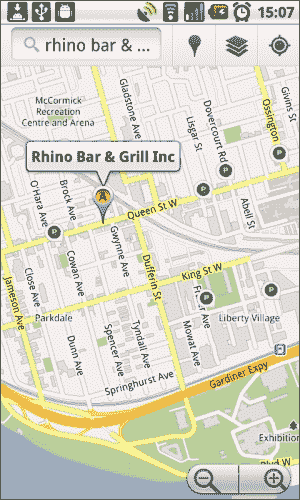 15:07
rhino bar & ...
McCormick
Recreation
Centre and Arena
Gladstone Ave
Lisgar St
Dovercourt Rd
Ossington
Givins St
Rhino Bar & Grill Inc
O'Hara Ave
Brock Ave
A
Queen St W
Abell St
P
P
P
Gwynne Ave
Dufferin St
Cowan Ave
Close Ave
Jameson Ave
King St W
P
P
Parkdale
Liberty Village
Dunn Ave
Spencer Ave
Tyndall Ave
Mowat Ave
Springhurst Ave
Gardiner Expy
Exhibition